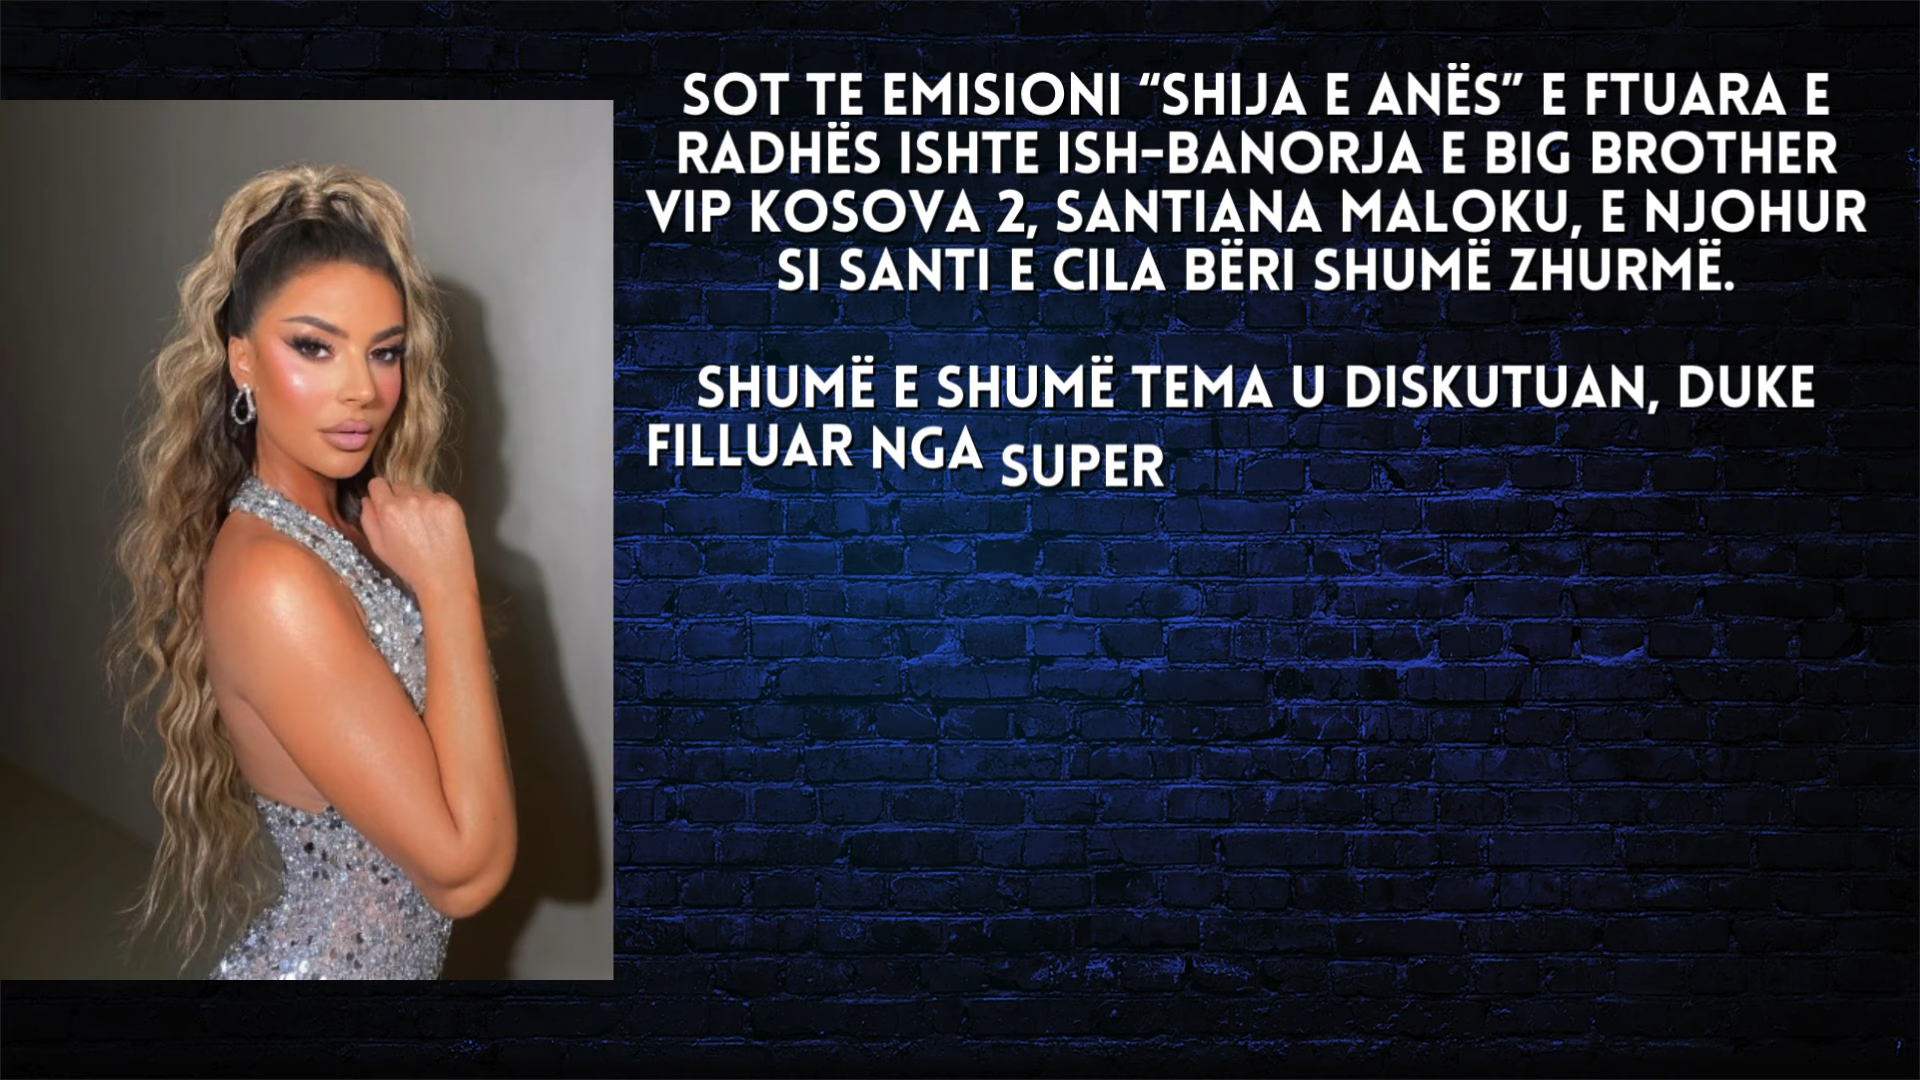 SOT TE EMISIONI “SHIJA E ANËS” E FTUARA E
RADHËS ISHTE ISH-BANORJA E BIG BROTHER
VIP KOSOVA 2, SANTIANA MALOKU, E NJOHUR
SI SANTI E CILA BËRI SHUMË ZHURMË.
SHUMË E SHUMË TEMA U DISKUTUAN, DUKE
FILLUAR NGA SUPER